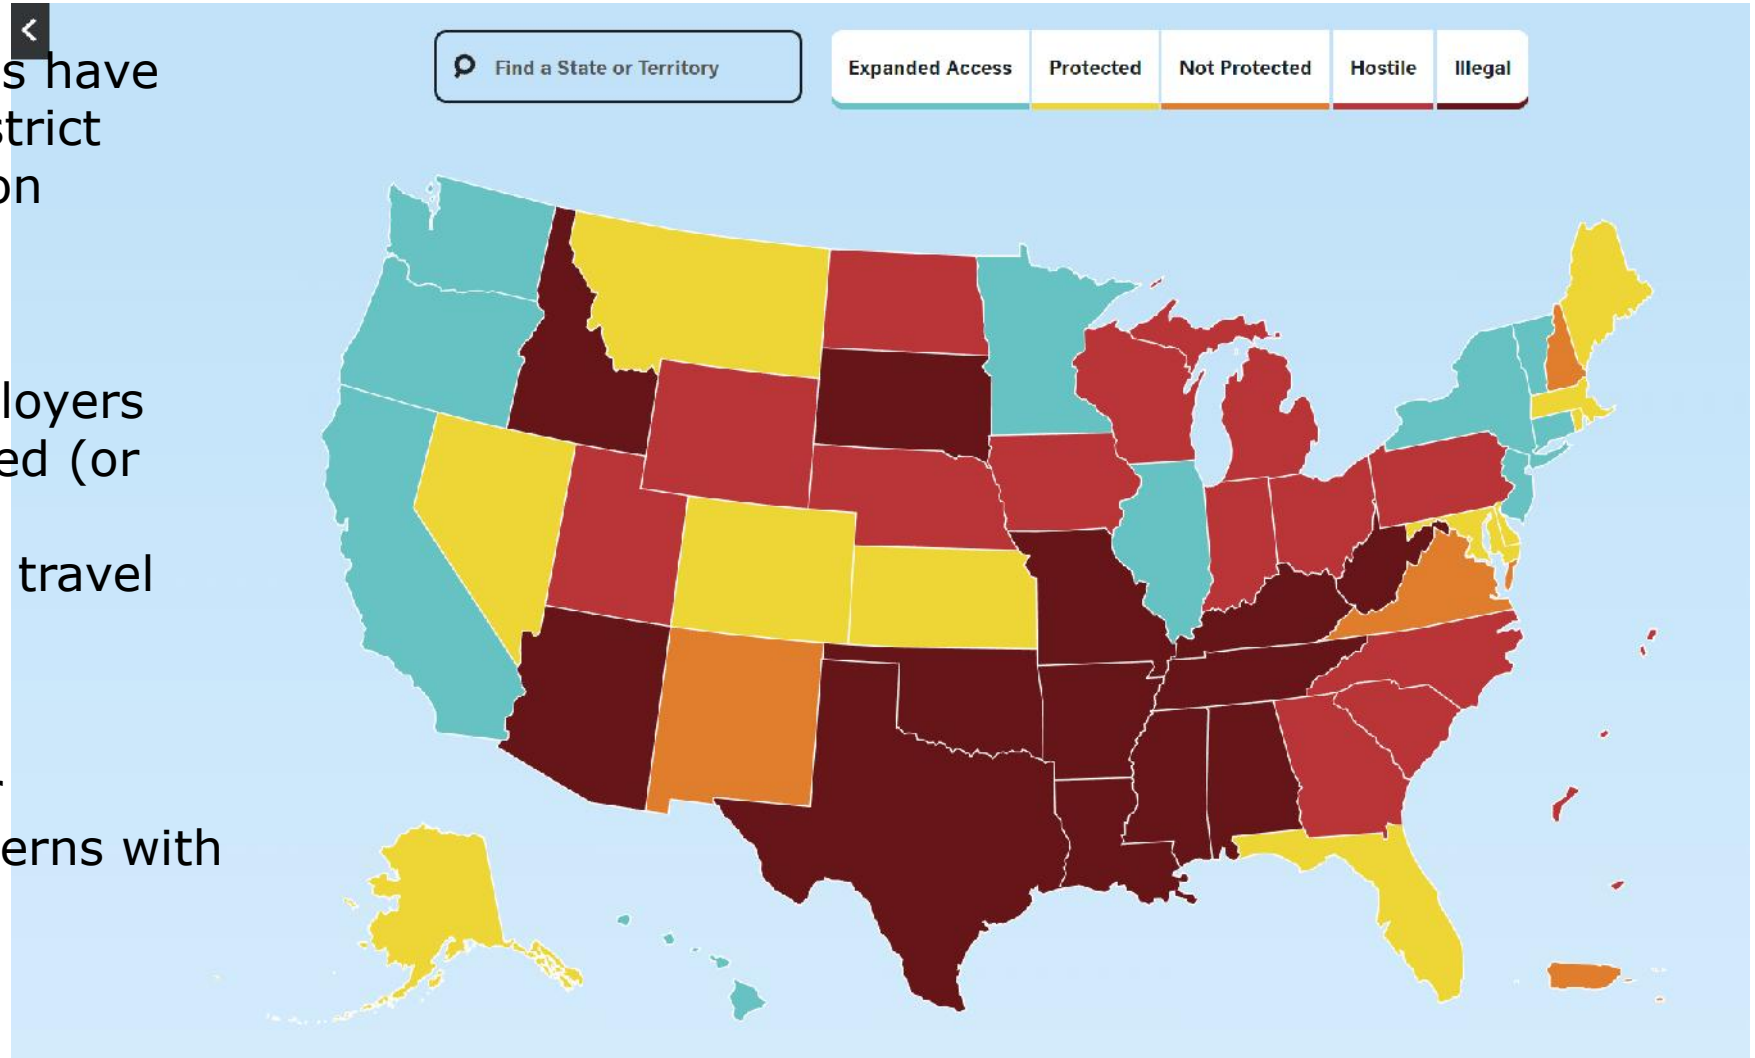 s have
strict
on
loyers
ed (or
travel
erns with
Find a State or Territory
Expanded Access
Protected
Not Protected
Hostile
Illegal